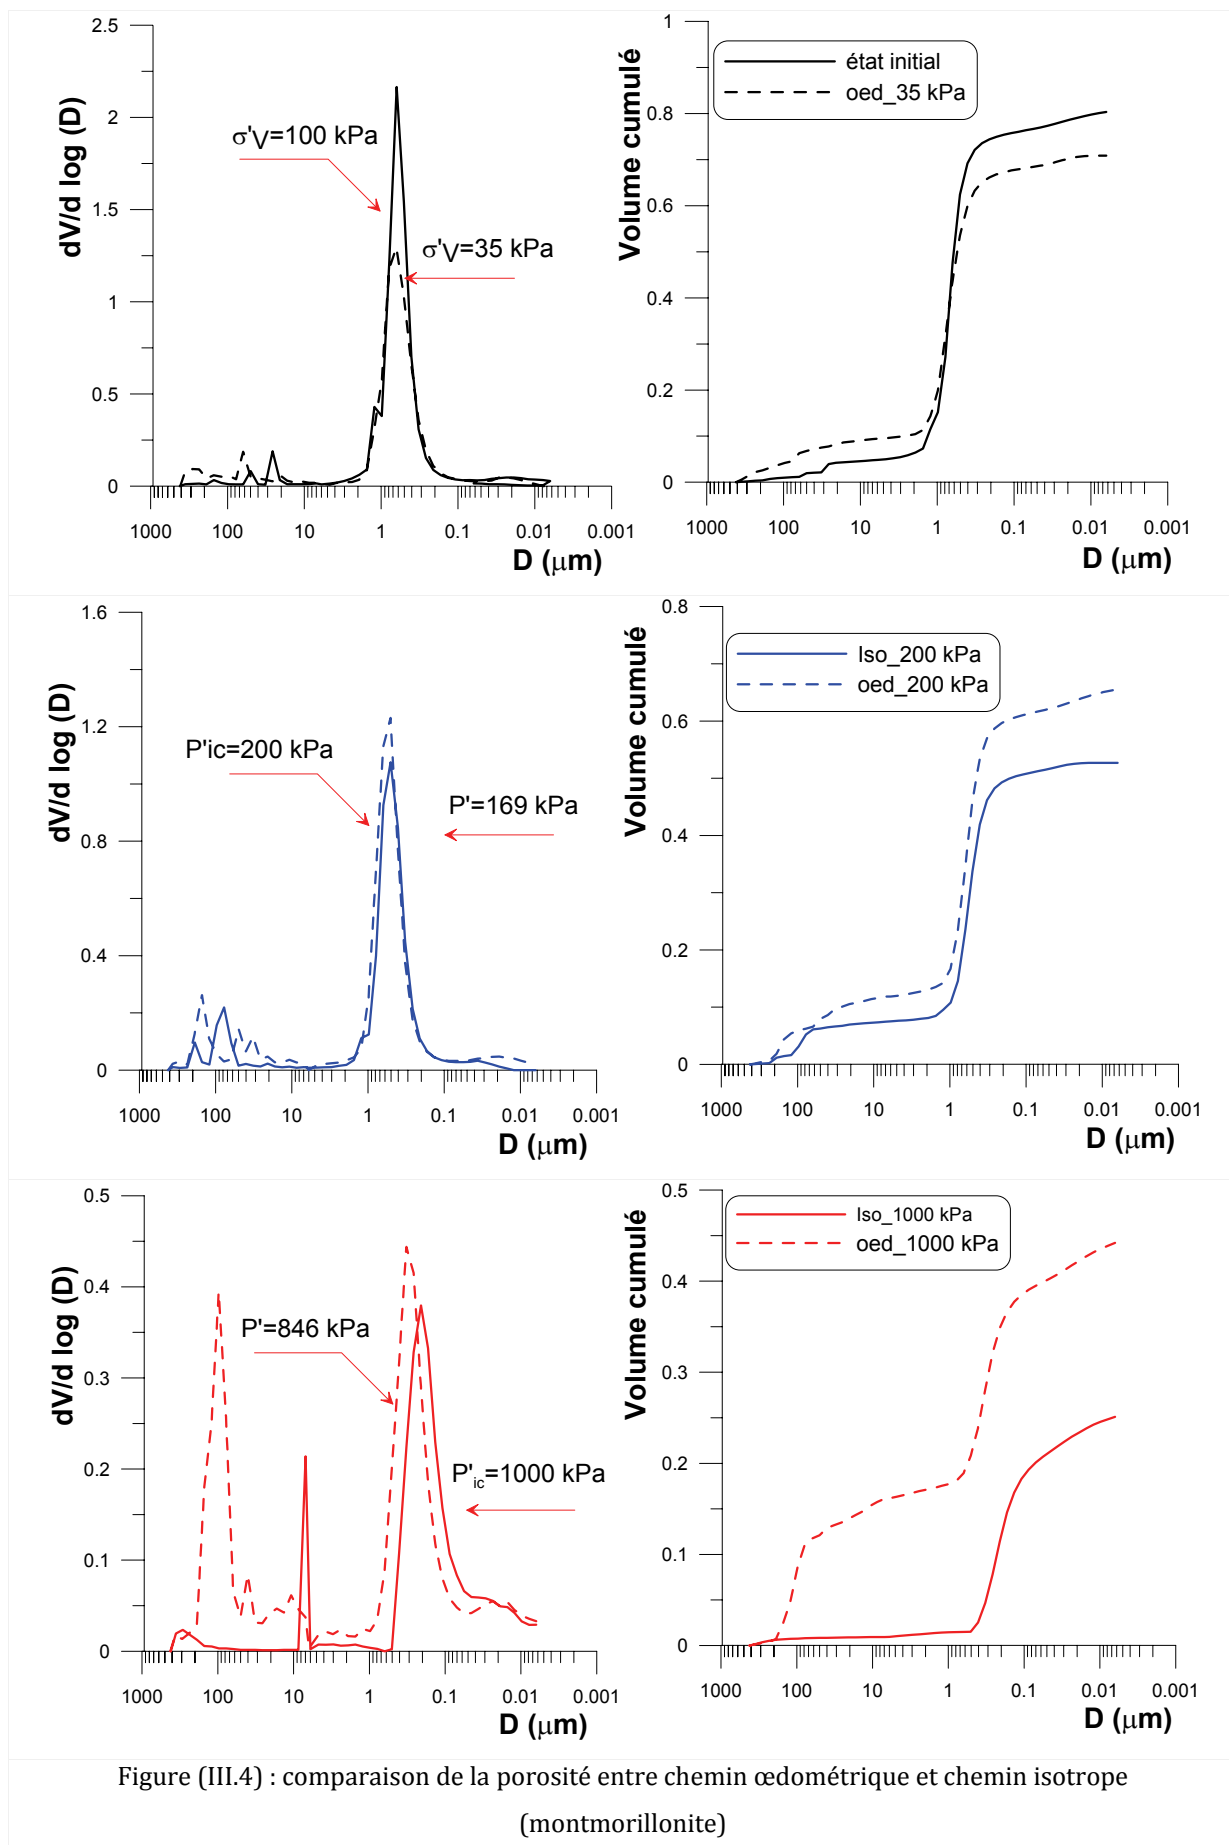 2.5
2
1.5
1
0.5
0
dV/d log (D)
σ'V=100 kPa
σ'V=35 kPa
1000 100 10 1 0.1 0.01 0.001
D (μm)
1
0.8
0.6
0.4
0.2
0
Volume cumulé
état initial
oed_35 kPa
1000 100 10 1 0.1 0.01 0.001
D (μm)
1.6
1.2
0.8
0.4
0
dV/d log (D)
P'ic=200 kPa
P'=169 kPa
1000 100 10 1 0.1 0.01 0.001
D (μm)
0.8
0.6
0.4
0.2
0
Volume cumulé
Iso_200 kPa
oed_200 kPa
1000 100 10 1 0.1 0.01 0.001
D (μm)
0.5
0.4
0.3
0.2
0.1
0
dV/d log (D)
P'=846 kPa
P'ic=1000 kPa
1000 100 10 1 0.1 0.01 0.001
D (μm)
0.5
0.4
0.3
0.2
0.1
0
Volume cumulé
Iso_1000 kPa
oed_1000 kPa
1000 100 10 1 0.1 0.01 0.001
D (μm)
Figure (III.4) : comparaison de la porosité entre chemin œdométrique et chemin isotrope
(montmorillonite)